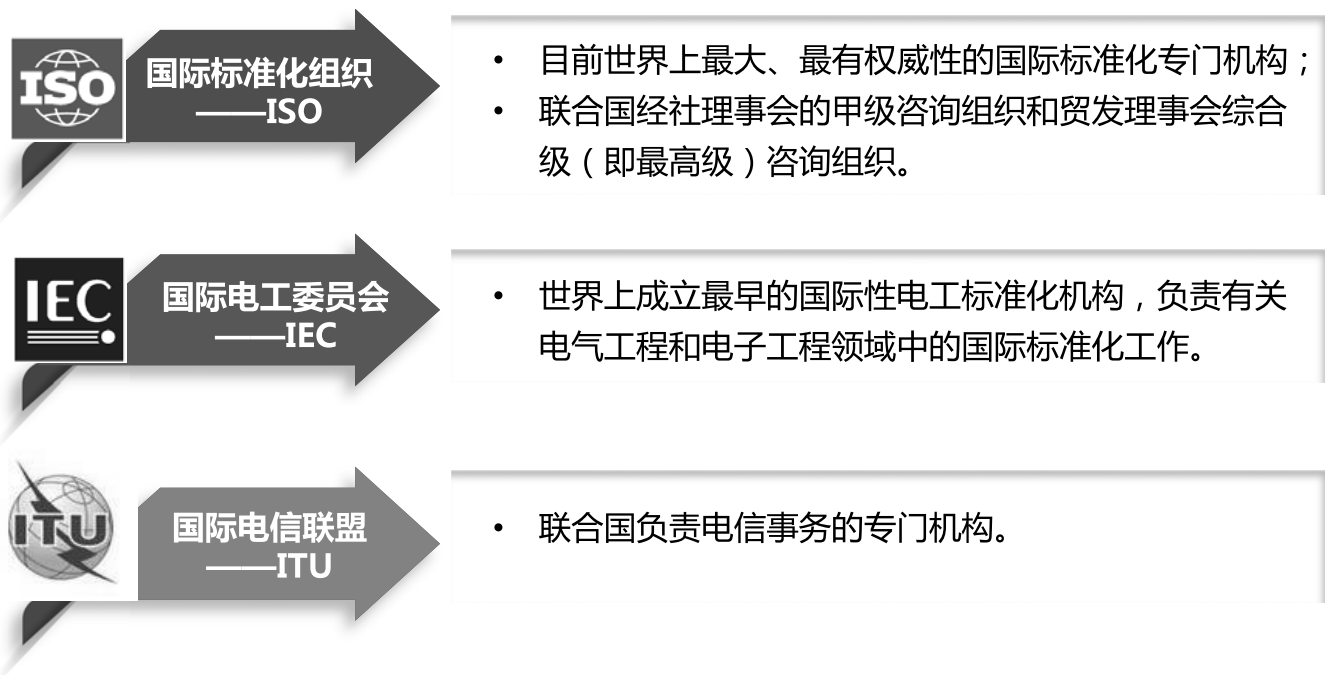 ISO
国际标准化组织
——ISO
• 目前世界上最大、最有权威性的国际标准化专门机构；
• 联合国经社理事会的甲级咨询组织和贸发理事会综合
级（即最高级）咨询组织。
IEC
国际电工委员会
——IEC
• 世界上成立最早的国际性电工标准化机构，负责有关
电气工程和电子工程领域中的国际标准化工作。
ITU
国际电信联盟
——ITU
• 联合国负责电信事务的专门机构。